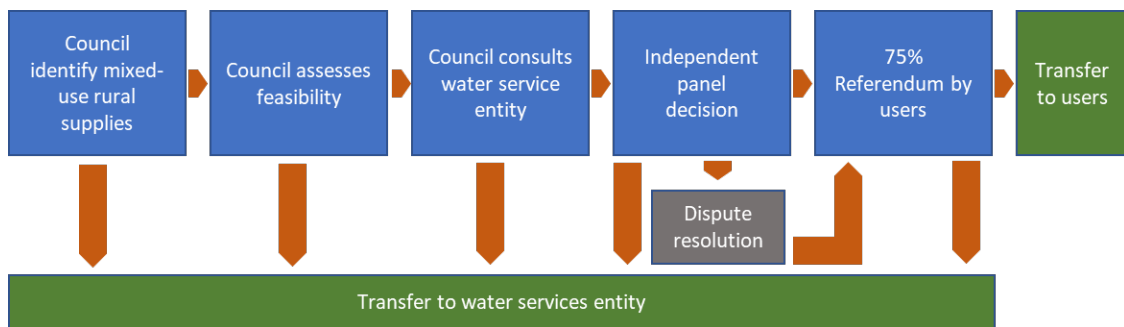 Council
identify mixed-
use rural
supplies
Council assesses
feasibility
Council consults
water service
entity
Independent
panel
decision
75%
Referendum by
users
Transfer
to users
Dispute
resolution
Transfer to water services entity